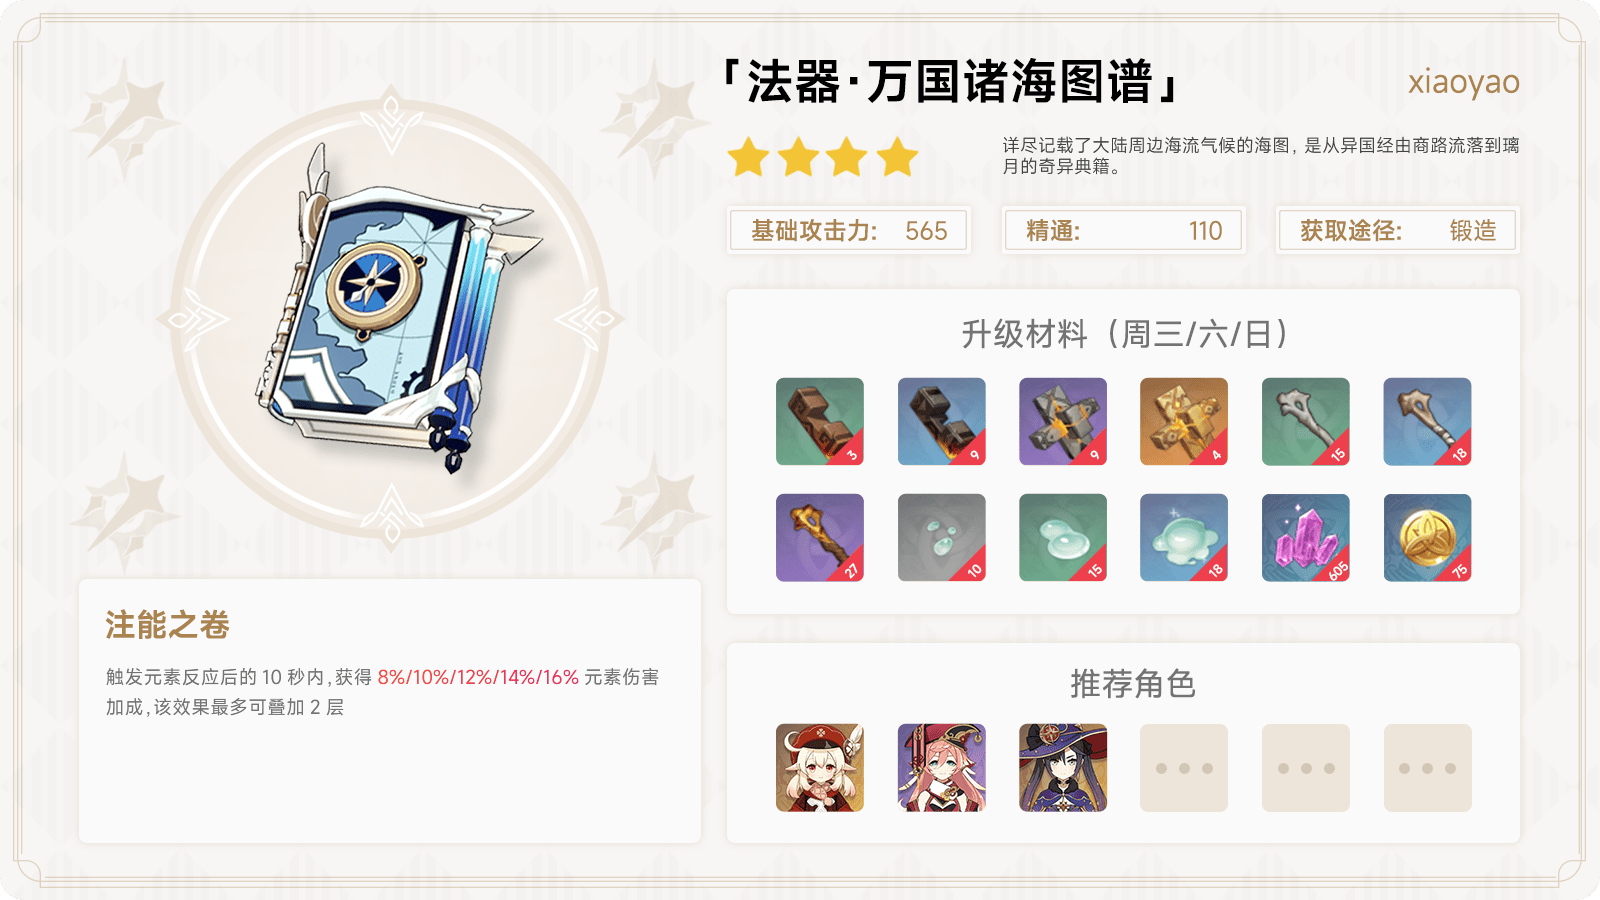 「法器·万国诸海图谱」
xiaoyao
详尽记载了大陆周边海流气候的海图，是从异国经由商路流落到璃
月的奇异典籍。
基础攻击力: 565
精通: 110
获取途径: 锻造
升级材料（周三/六/日）
3 9 9 4 15 18
27 10 15 18 605 75
注能之卷
触发元素反应后的 10 秒内,获得 8%/10%/12%/14%/16% 元素伤害
加成,该效果最多可叠加 2 层
推荐角色